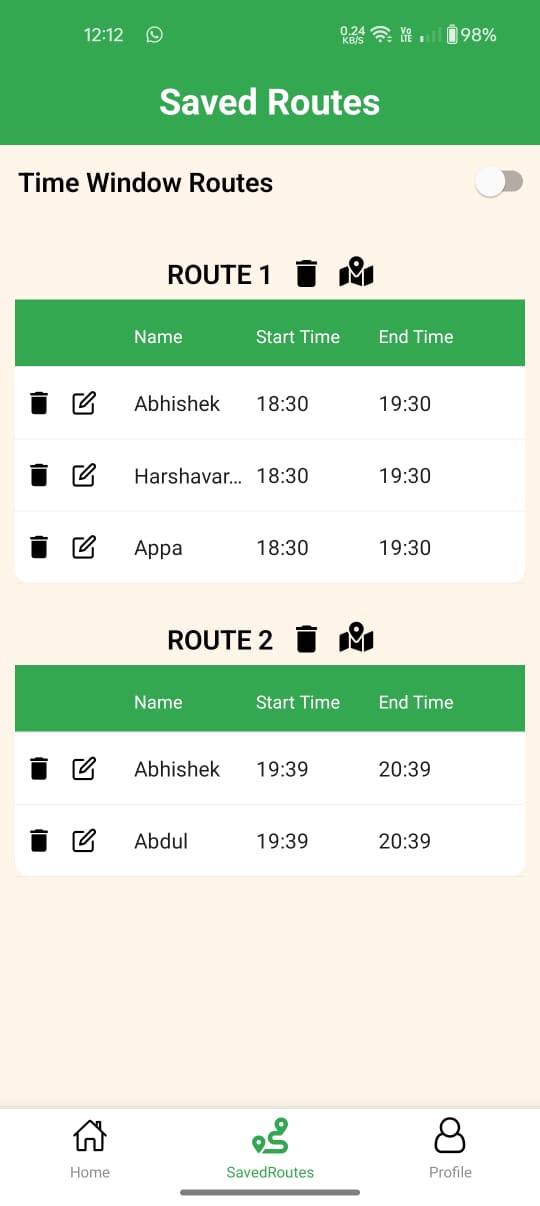 12:12 0.24 KB/S Vo LTE 98%
Saved Routes
Time Window Routes
ROUTE 1
Name Start Time End Time
Abhishek 18:30 19:30
Harshavar... 18:30 19:30
Appa 18:30 19:30
ROUTE 2
Name Start Time End Time
Abhishek 19:39 20:39
Abdul 19:39 20:39
Home SavedRoutes Profile